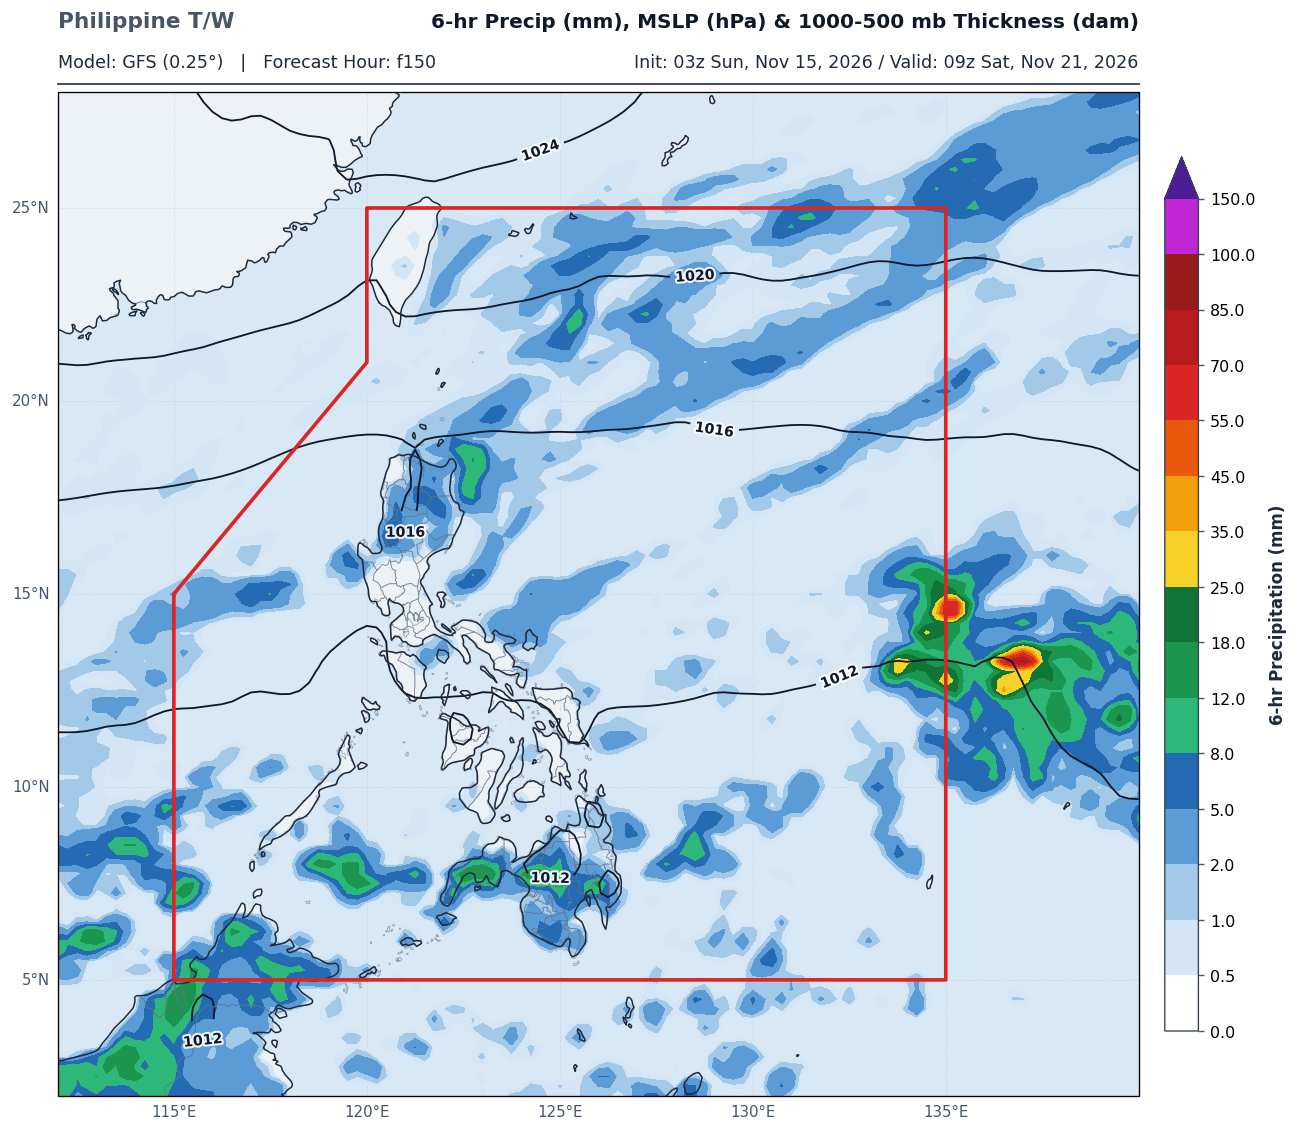 Philippine T/W
6-hr Precip (mm), MSLP (hPa) & 1000-500 mb Thickness (dam)
Model: GFS (0.25°) | Forecast Hour: f150
Init: 03z Sun, Nov 15, 2026 / Valid: 09z Sat, Nov 21, 2026
1024
1020
1016
1016
1012
1012
1012
25°N
20°N
15°N
10°N
5°N
115°E
120°E
125°E
130°E
135°E
150.0
100.0
85.0
70.0
55.0
45.0
35.0
25.0
18.0
12.0
8.0
5.0
2.0
1.0
0.5
0.0
6-hr Precipitation (mm)